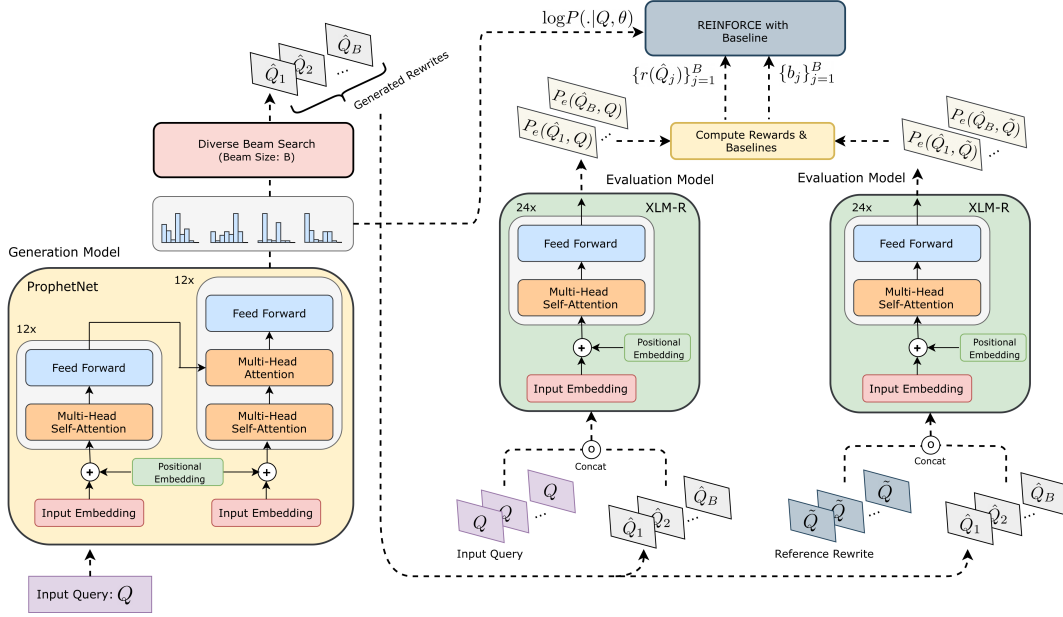 log P(.|Q, θ)
REINFORCE with
Baseline
{r(Q̂_j)}_{j=1}^B
{b_j}_{j=1}^B
Q̂_1
Q̂_2
Q̂_B
...
Generated Rewrites
Diverse Beam Search
(Beam Size: B)
P_e(Q̂_B, Q)
P_e(Q̂_1, Q)
...
Compute Rewards &
Baselines
P_e(Q̂_B, Q̃)
P_e(Q̂_1, Q̃)
...
Generation Model
ProphetNet
12x
Feed Forward
Multi-Head
Self-Attention
12x
Feed Forward
Multi-Head
Attention
Multi-Head
Self-Attention
+
Positional
Embedding
+
Input Embedding
Input Embedding
Input Query: Q
Evaluation Model
24x
XLM-R
Feed Forward
Multi-Head
Self-Attention
+
Positional
Embedding
Input Embedding
o
Concat
Q
Q
Q
...
Input Query
Q̂_1
Q̂_2
Q̂_B
...
Evaluation Model
24x
XLM-R
Feed Forward
Multi-Head
Self-Attention
+
Positional
Embedding
Input Embedding
o
Concat
Q̃
Q̃
Q̃
...
Reference Rewrite
Q̂_1
Q̂_2
Q̂_B
...